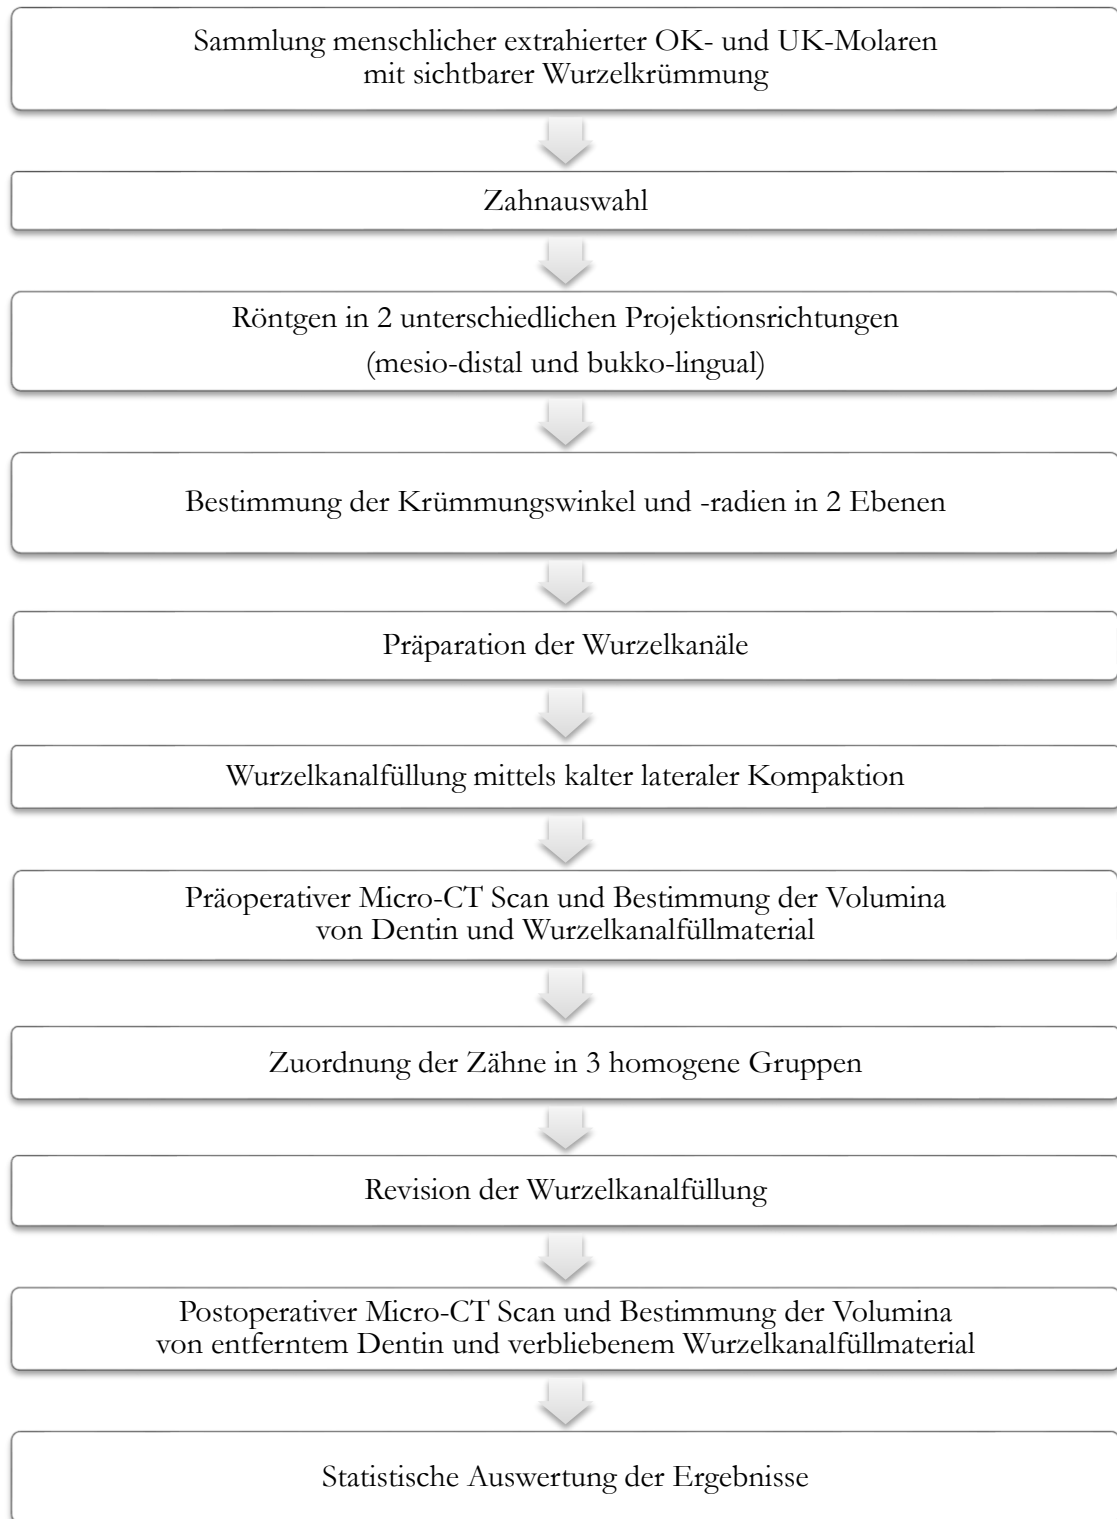 Sammlung menschlicher extrahierter OK- und UK-Molaren
mit sichtbarer Wurzelkrümmung
Zahnauswahl
Röntgen in 2 unterschiedlichen Projektionsrichtungen
(mesio-distal und bukko-lingual)
Bestimmung der Krümmungswinkel und -radien in 2 Ebenen
Präparation der Wurzelkanäle
Wurzelkanalfüllung mittels kalter lateraler Kompaktion
Präoperativer Micro-CT Scan und Bestimmung der Volumina
von Dentin und Wurzelkanalfüllmaterial
Zuordnung der Zähne in 3 homogene Gruppen
Revision der Wurzelkanalfüllung
Postoperativer Micro-CT Scan und Bestimmung der Volumina
von entferntem Dentin und verbliebenem Wurzelkanalfüllmaterial
Statistische Auswertung der Ergebnisse